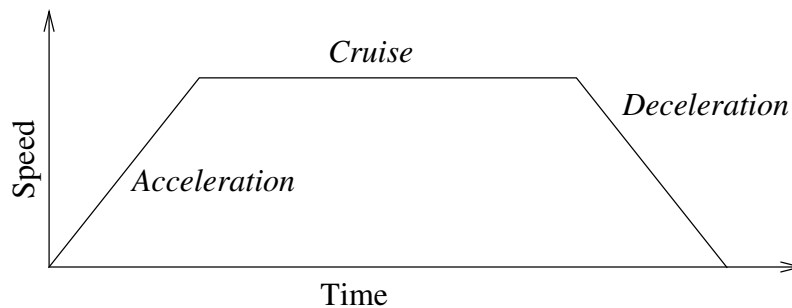 Cruise
Deceleration
Speed
Acceleration
Time